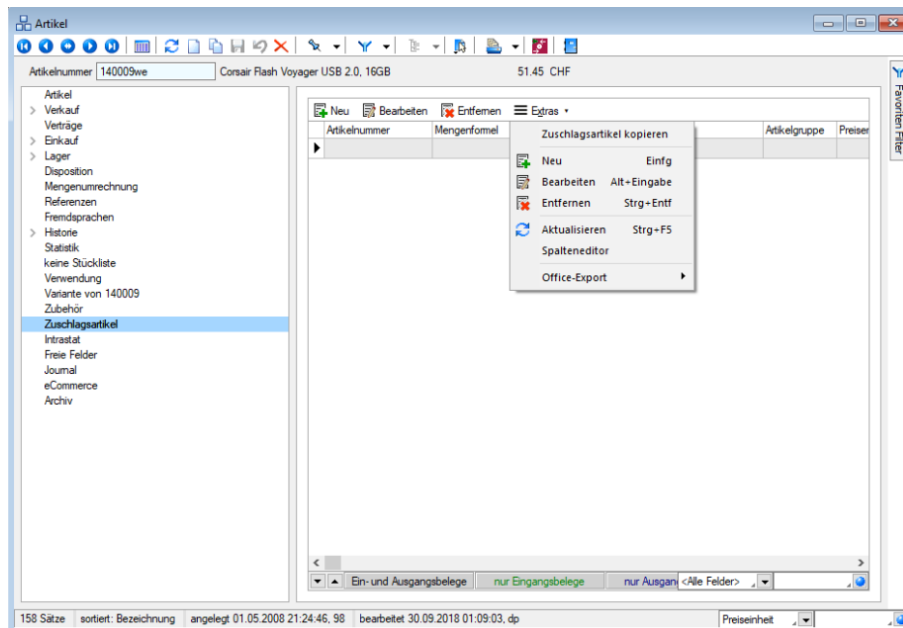 Artikel
Artikelnummer 140009we Corsair Flash Voyager USB 2.0, 16GB 51.45 CHF
Favoriten Filter
Artikel
Verkauf
Verträge
Einkauf
Lager
Disposition
Mengenumrechnung
Referenzen
Fremdsprachen
Historie
Statistik
keine Stückliste
Verwendung
Variante von 140009
Zubehör
Zuschlagsartikel
Intrastat
Freie Felder
Journal
eCommerce
Archiv
Neu Bearbeiten Entfernen Extras
Artikelnummer Mengenformel Artikelgruppe Preiser
Zuschlagsartikel kopieren
Neu Einfg
Bearbeiten Alt+Eingabe
Entfernen Strg+Entf
Aktualisieren Strg+F5
Spalteneditor
Office-Export
Ein- und Ausgangsbelege nur Eingangsbelege nur Ausgan <Alle Felder>
158 Sätze sortiert: Bezeichnung angelegt 01.05.2008 21:24:46, 98 bearbeitet 30.09.2018 01:09:03, dp Preiseinheit